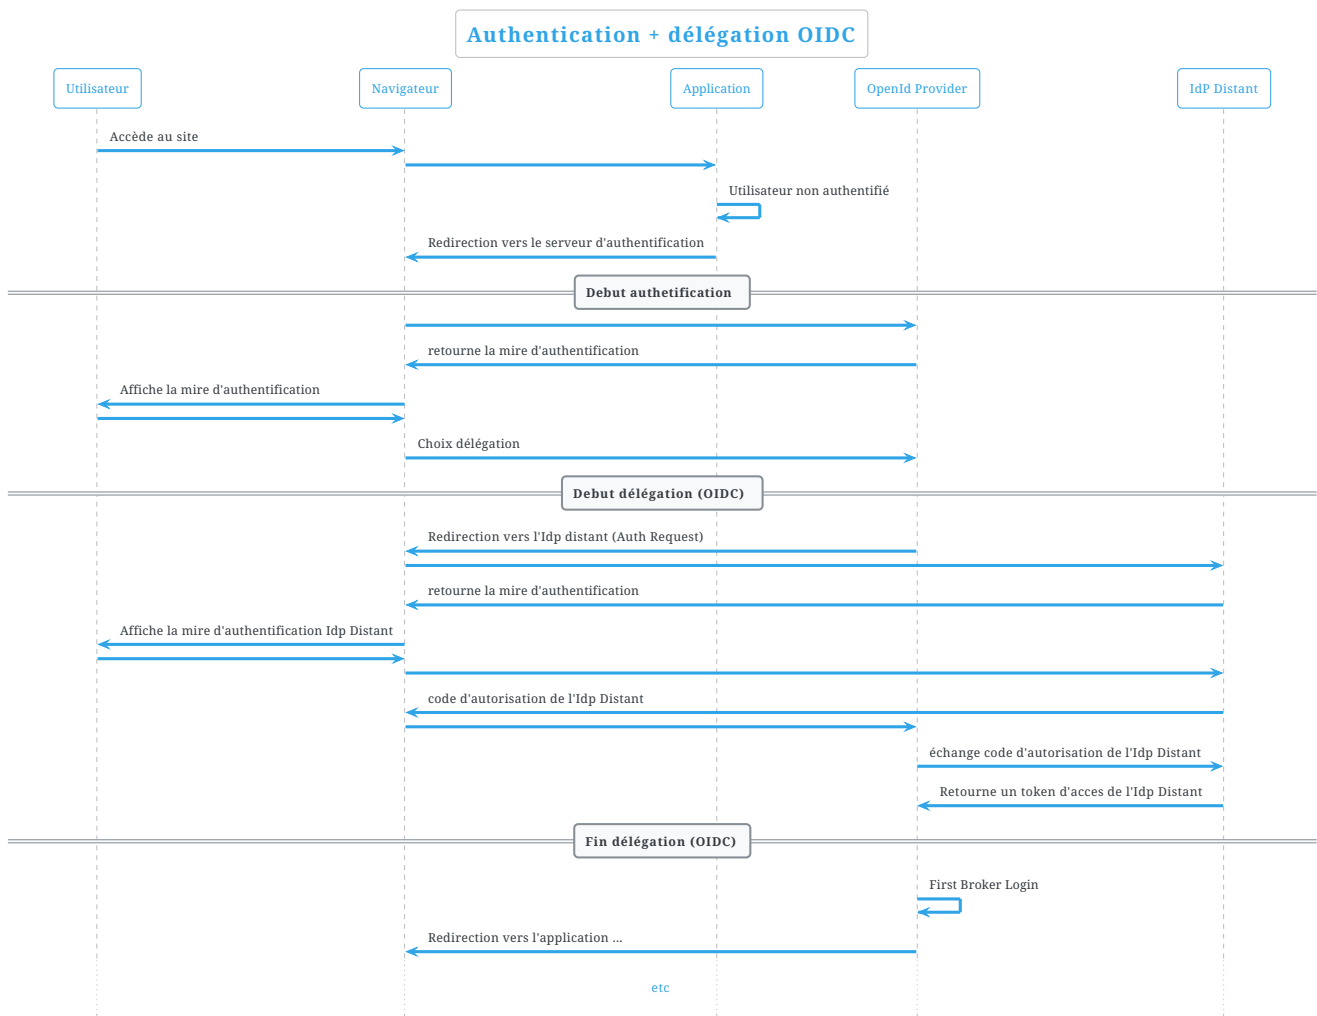 Authentication + délégation OIDC
Utilisateur
Navigateur
Application
OpenId Provider
IdP Distant
Accède au site
Utilisateur non authentifié
Redirection vers le serveur d'authentification
Debut authetification
retourne la mire d'authentification
Affiche la mire d'authentification
Choix délégation
Debut délégation (OIDC)
Redirection vers l'Idp distant (Auth Request)
retourne la mire d'authentification
Affiche la mire d'authentification Idp Distant
code d'autorisation de l'Idp Distant
échange code d'autorisation de l'Idp Distant
Retourne un token d'acces de l'Idp Distant
Fin délégation (OIDC)
First Broker Login
Redirection vers l'application ...
etc